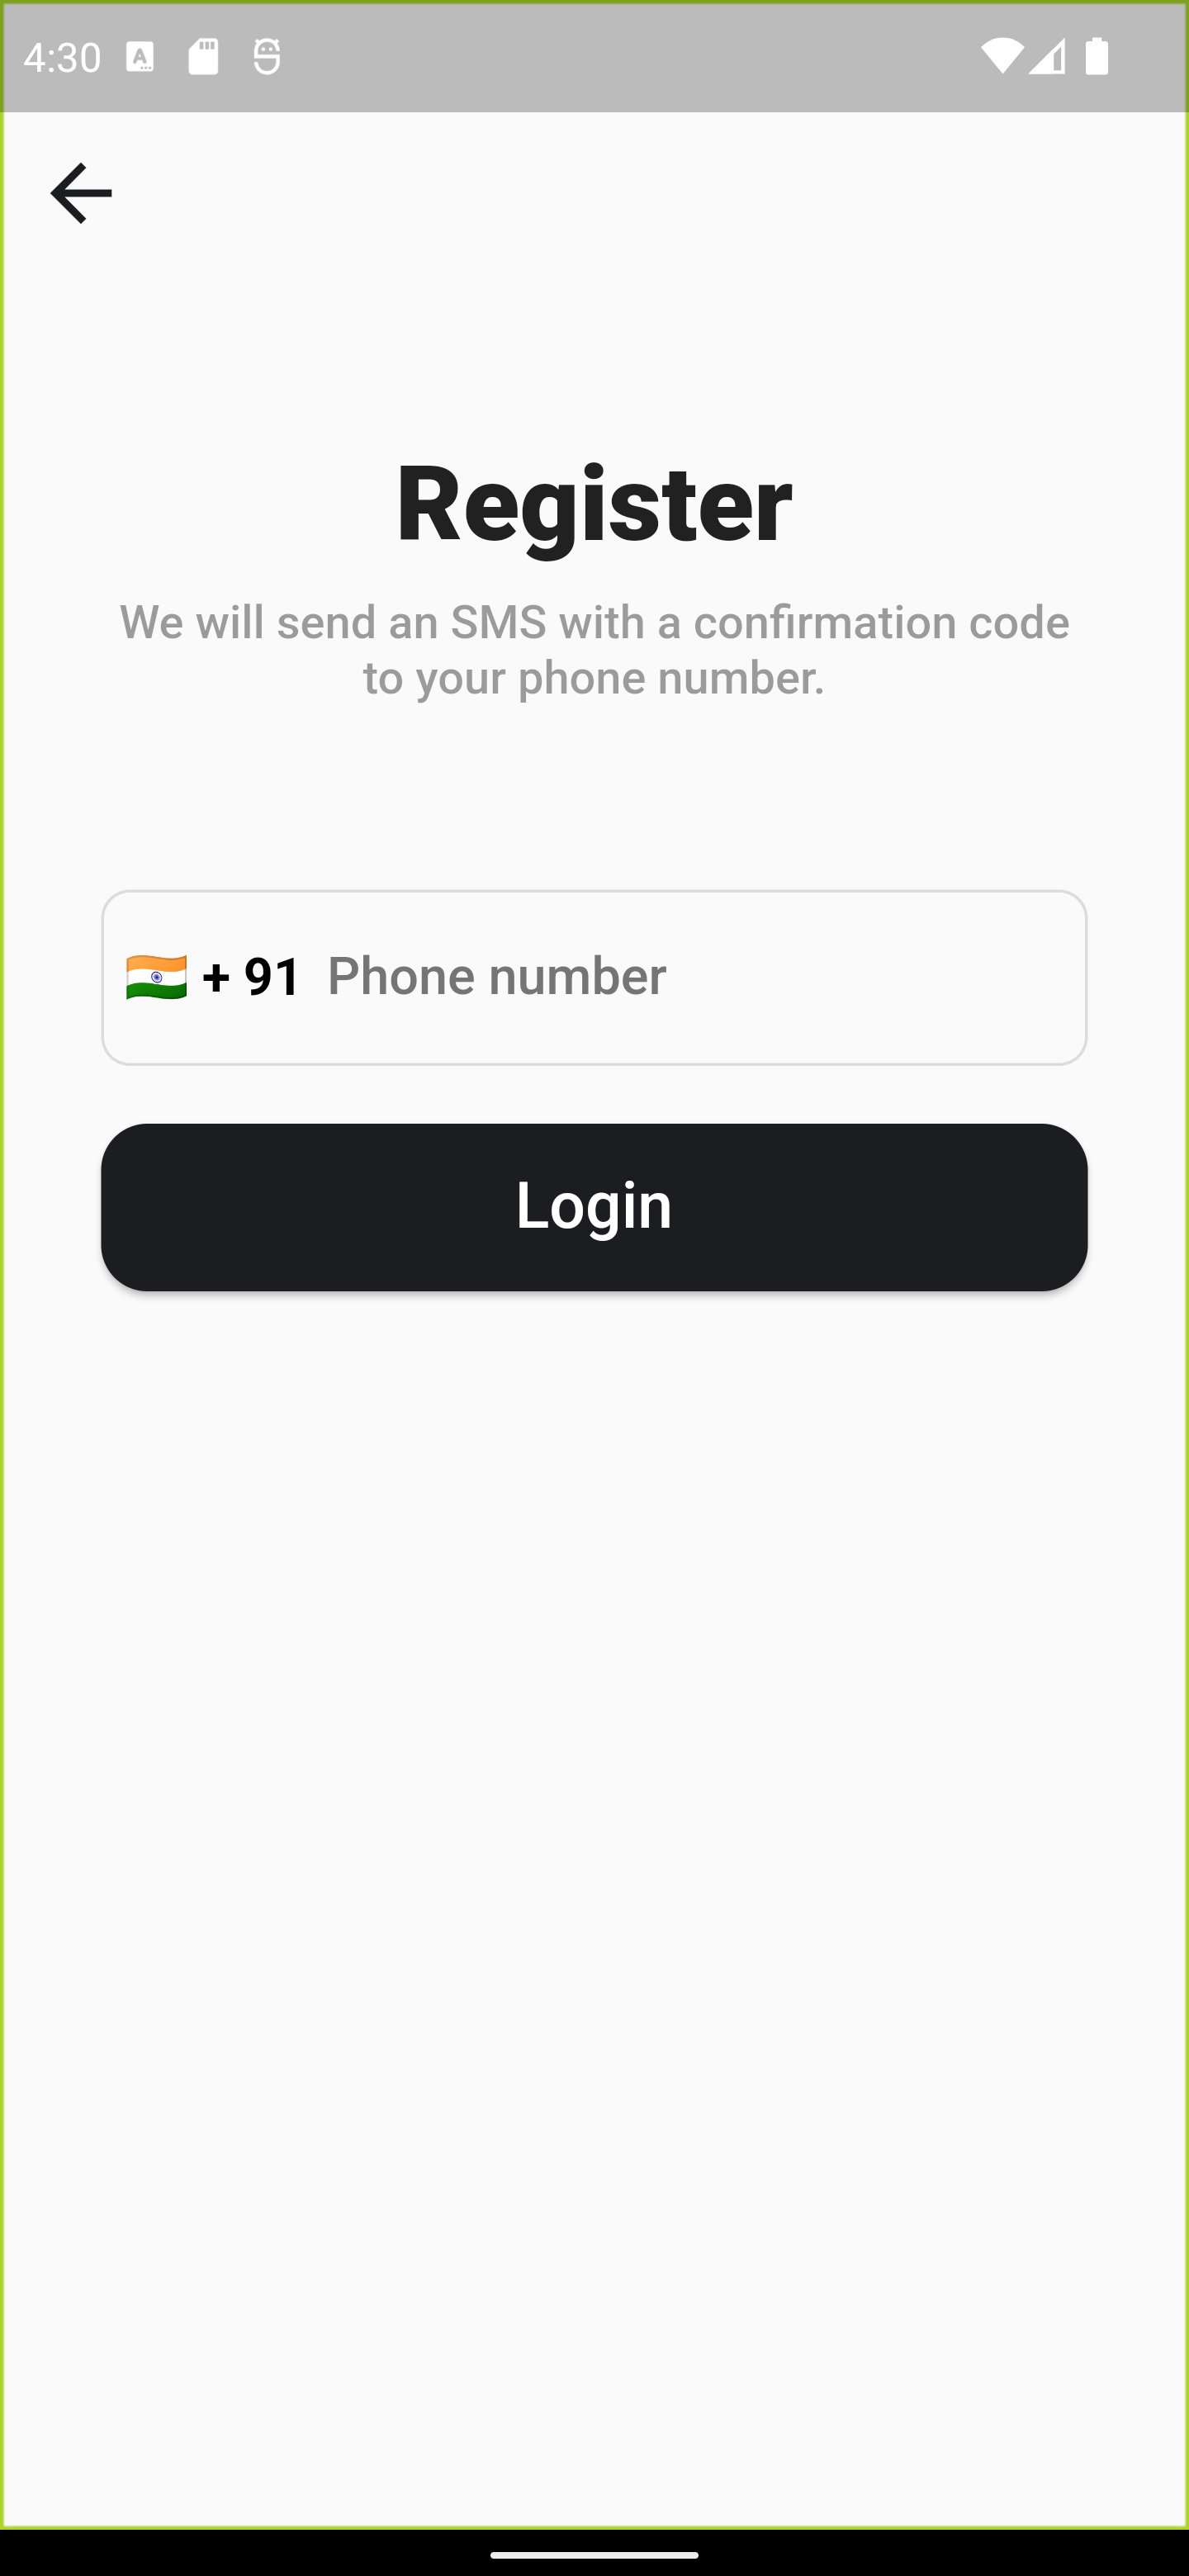 4:30
Register
We will send an SMS with a confirmation code
to your phone number.
🇮🇳 + 91 Phone number
Login